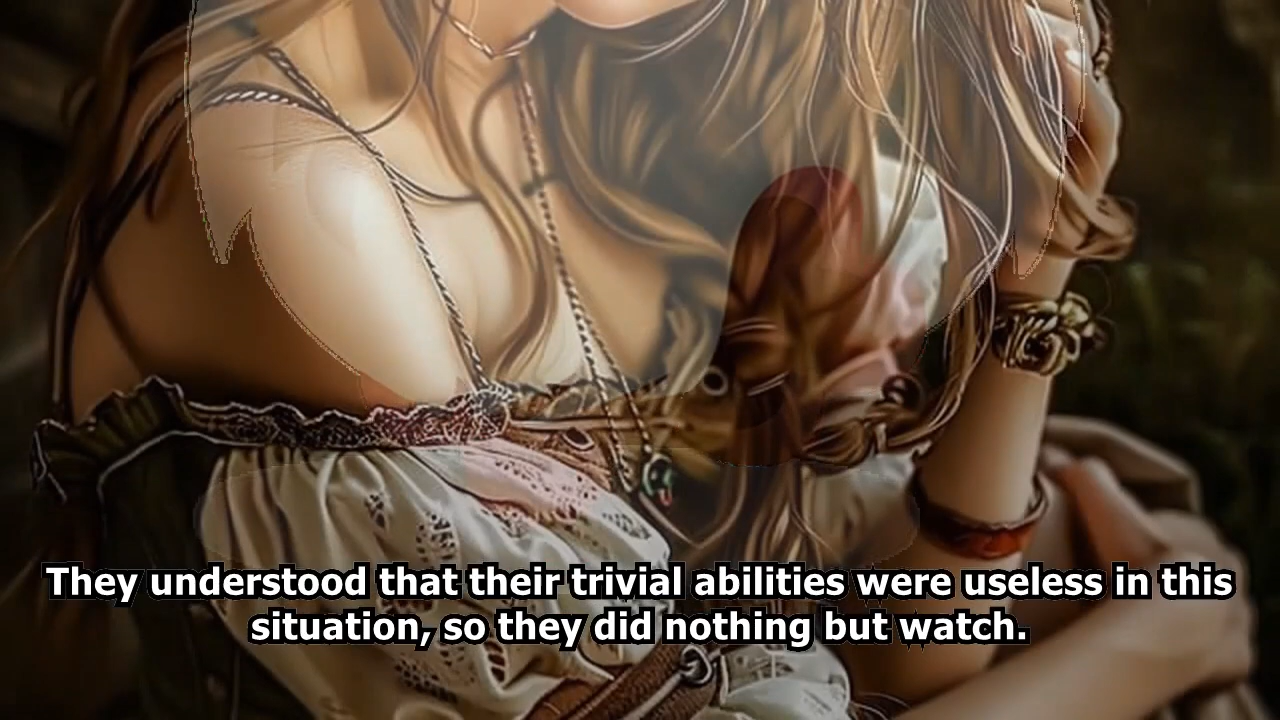 They understood that their trivial abilities were useless in this
situation, so they did nothing but watch.